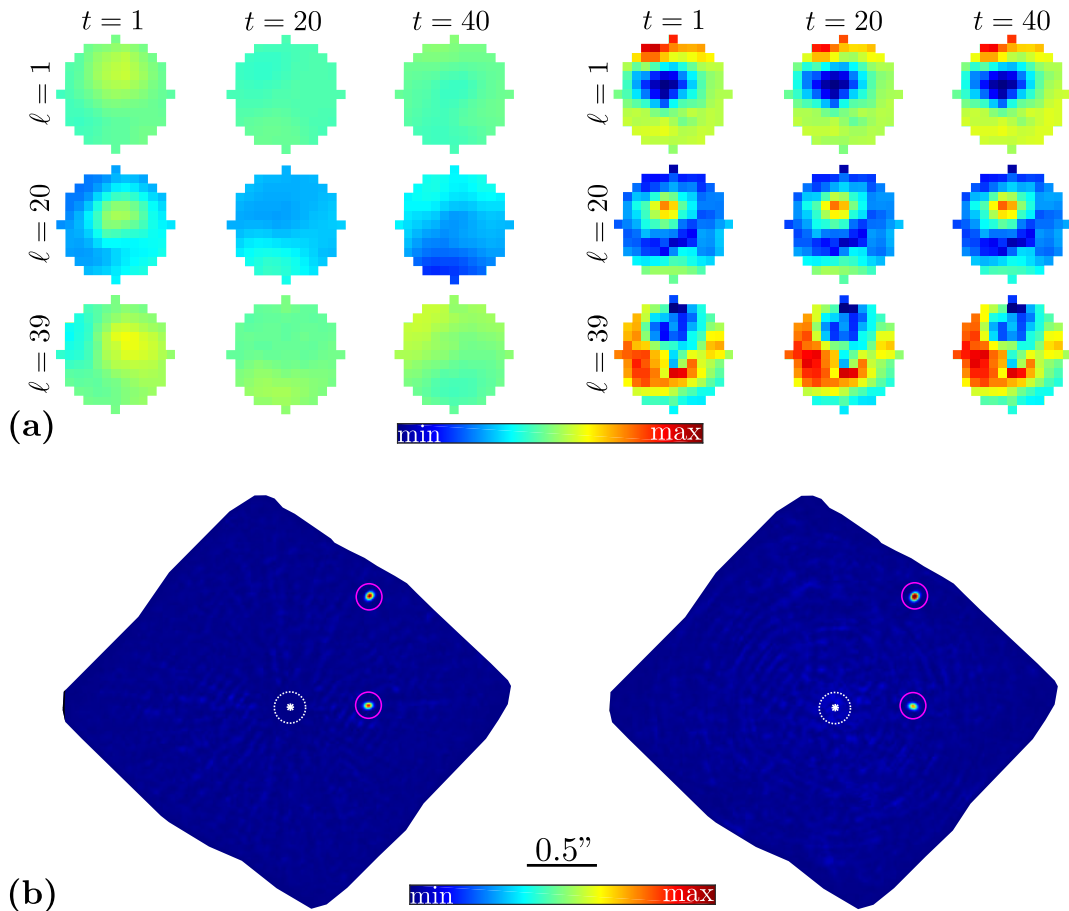 t = 1 t = 20 t = 40 t = 1 t = 20 t = 40
ℓ = 1 ℓ = 1
ℓ = 20 ℓ = 20
ℓ = 39 ℓ = 39
(a)
min max
0.5”
(b)
min max